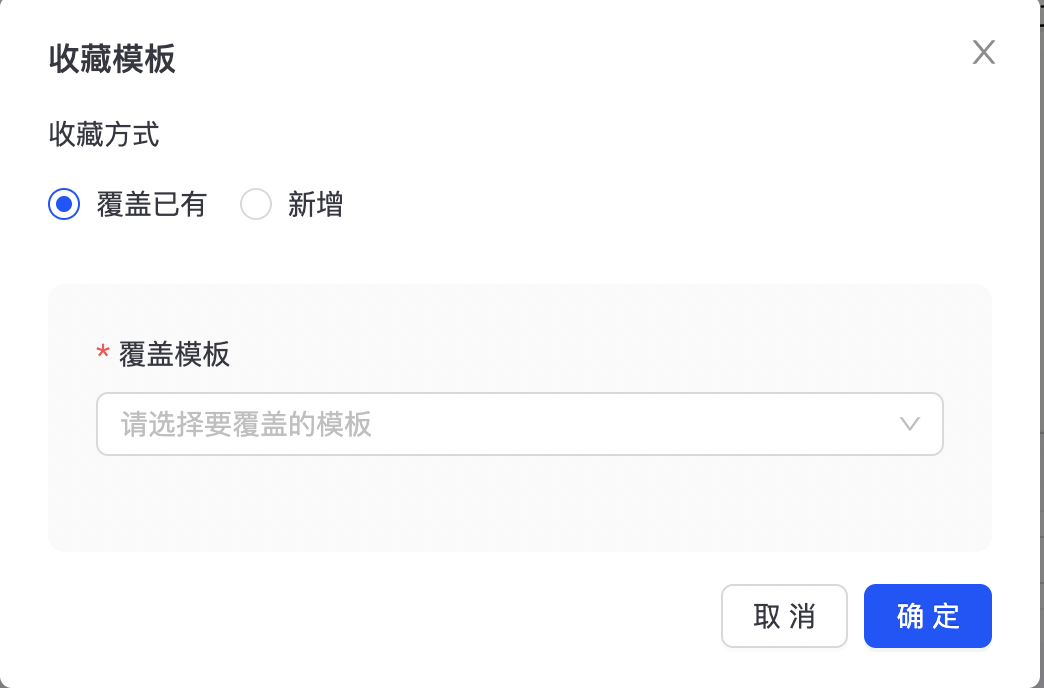 收藏模板
收藏方式
覆盖已有 新增
* 覆盖模板
请选择要覆盖的模板
取 消 确 定